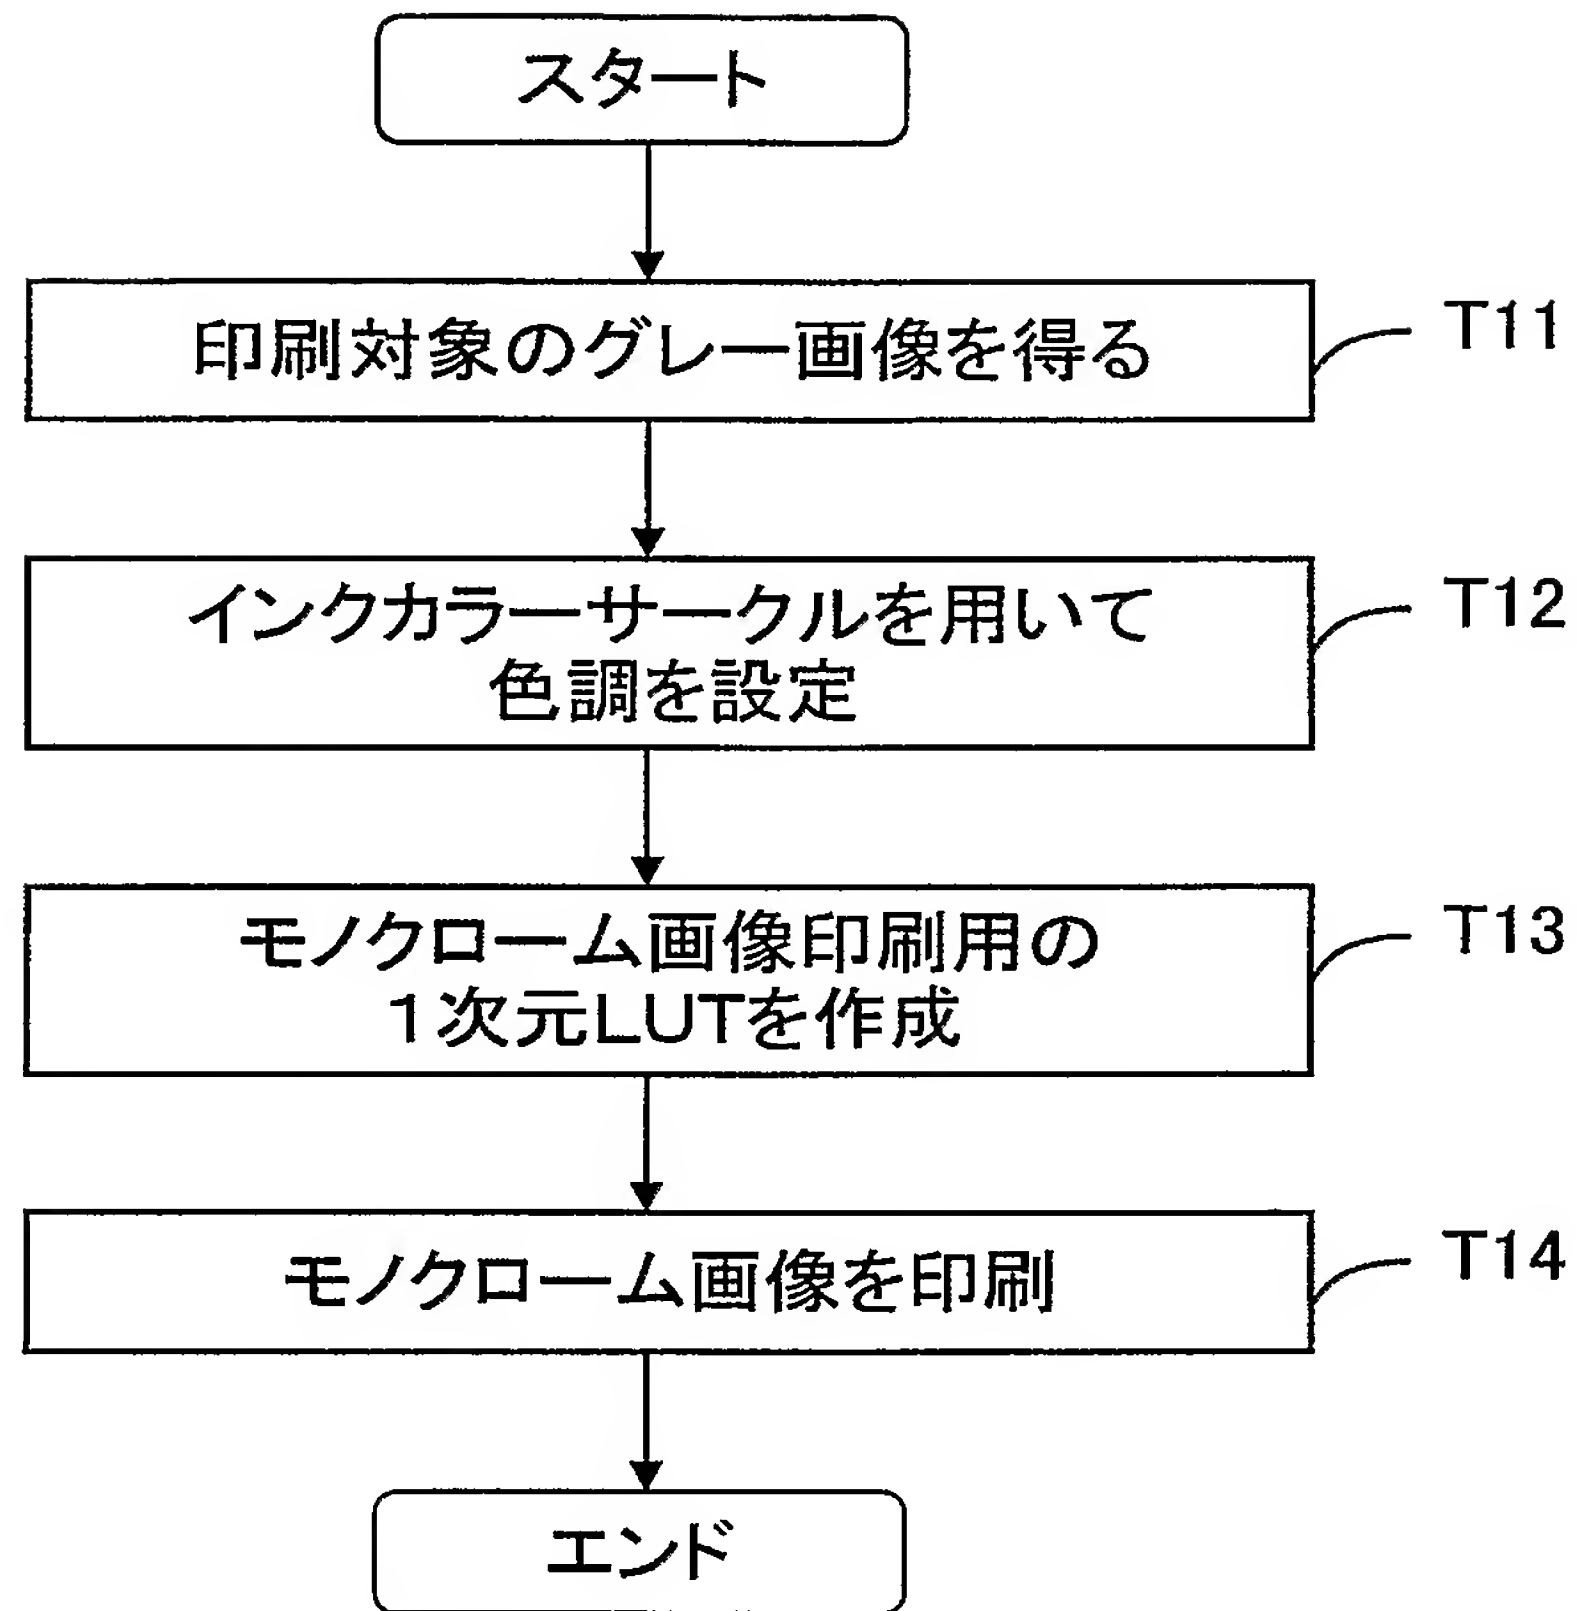 スタート
印刷対象のグレー画像を得る
T11
インクカラーサークルを用いて
色調を設定
T12
モノクローム画像印刷用の
1次元LUTを作成
T13
モノクローム画像を印刷
T14
エンド